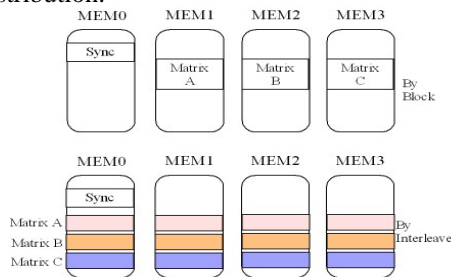 stribution.
MEM0 MEM1 MEM2 MEM3
Sync
Matrix A
Matrix B
Matrix C
By Block
MEM0 MEM1 MEM2 MEM3
Sync
Matrix A
Matrix B
Matrix C
By Interleave